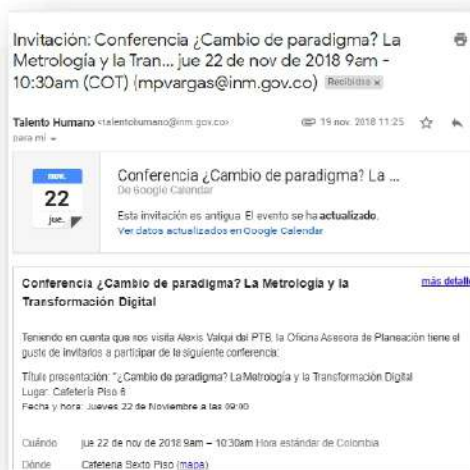 Invitación: Conferencia ¿Cambio de paradigma? La
Metrología y la Tran... jue 22 de nov de 2018 9am -
10:30am (COT) (mpvargas@inm.gov.co) Recibidos x
Talento Humano <talentohumano@inm.gov.co> 19 nov. 2018 11:25
para mí
nov.
22
jue.
Conferencia ¿Cambio de paradigma? La ...
De Google Calendar
Esta invitación es antigua. El evento se ha actualizado.
Ver datos actualizados en Google Calendar
Conferencia ¿Cambio de paradigma? La Metrología y la más detall
Transformación Digital
Teniendo en cuenta que nos visita Alexis Valqui del PTB, la Oficina Asesora de Planeación tiene el
gusto de invitarlos a participar de la siguiente conferencia:
Título presentación: "¿Cambio de paradigma? La Metrología y la Transformación Digital
Lugar: Cafetería Piso 6
Fecha y hora: Jueves 22 de Noviembre a las 09:00
Cuándo jue 22 de nov de 2018 9am – 10:30am Hora estándar de Colombia
Dónde Cafetería Sexto Piso (mapa)